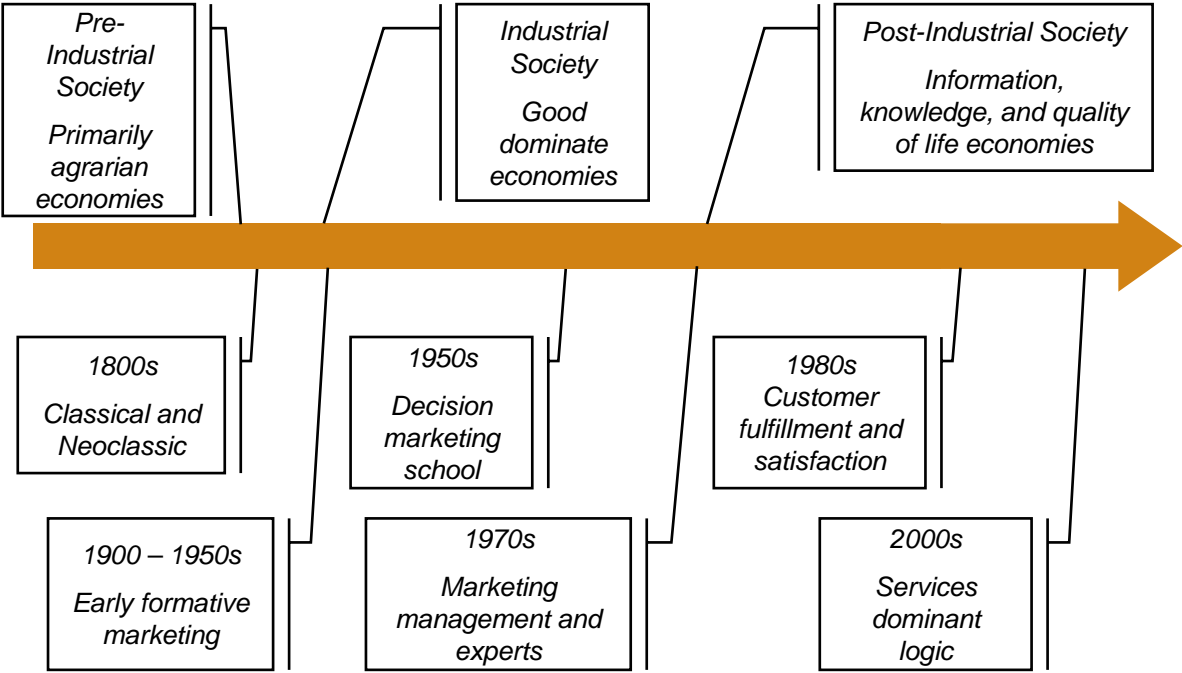 Pre-
Industrial
Society
Primarily
agrarian
economies
Industrial
Society
Good
dominate
economies
Post-Industrial Society
Information,
knowledge, and quality
of life economies
1800s
Classical and
Neoclassic
1950s
Decision
marketing
school
1980s
Customer
fulfillment and
satisfaction
1900 – 1950s
Early formative
marketing
1970s
Marketing
management and
experts
2000s
Services
dominant
logic